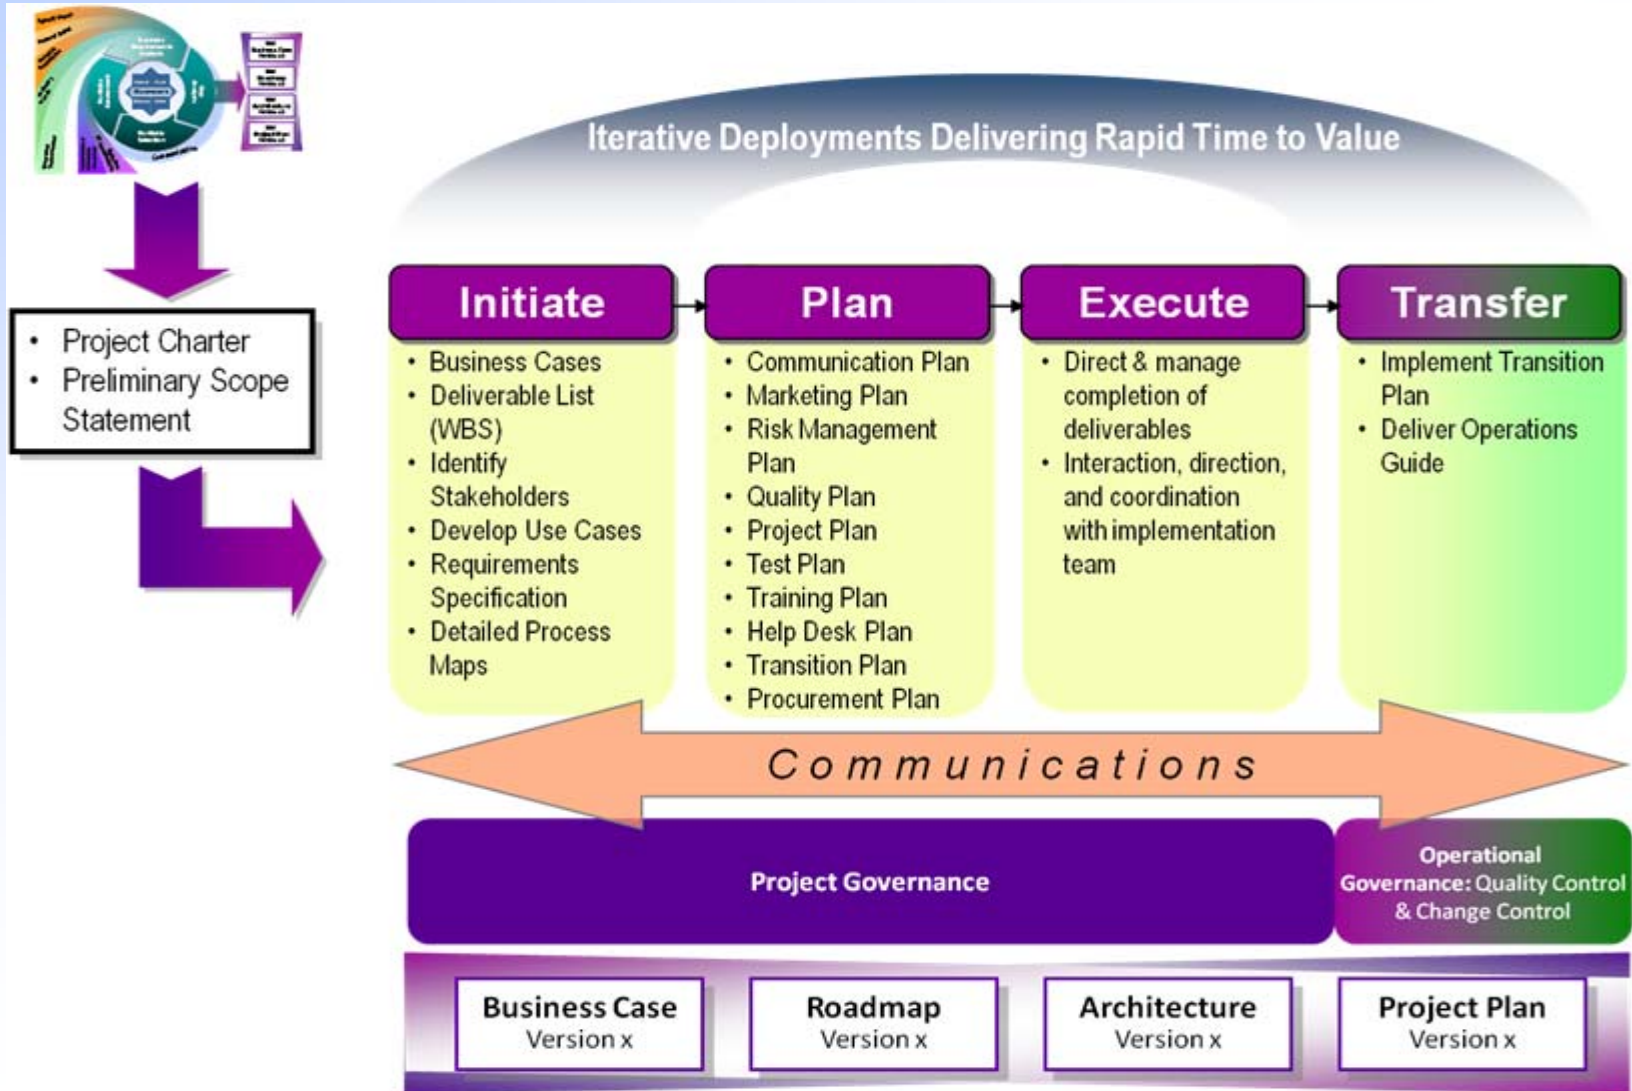 Iterative Deployments Delivering Rapid Time to Value
• Project Charter
• Preliminary Scope
Statement
Initiate
• Business Cases
• Deliverable List
(WBS)
• Identify
Stakeholders
• Develop Use Cases
• Requirements
Specification
• Detailed Process
Maps
Plan
• Communication Plan
• Marketing Plan
• Risk Management
Plan
• Quality Plan
• Project Plan
• Test Plan
• Training Plan
• Help Desk Plan
• Transition Plan
• Procurement Plan
Execute
• Direct & manage
completion of
deliverables
• Interaction, direction,
and coordination
with implementation
team
Transfer
• Implement Transition
Plan
• Deliver Operations
Guide
Communications
Project Governance
Operational
Governance: Quality Control
& Change Control
Business Case
Version x
Roadmap
Version x
Architecture
Version x
Project Plan
Version x